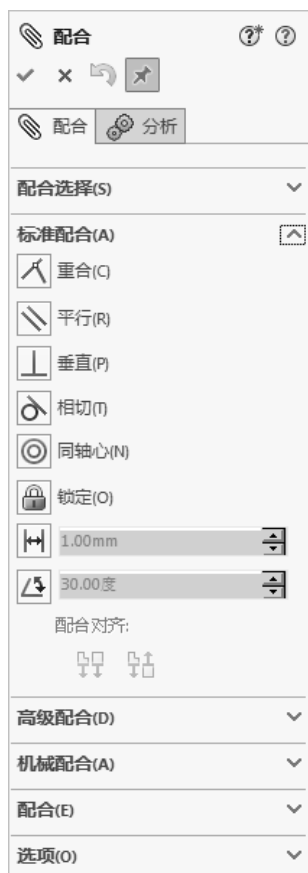 配合
配合 分析
配合选择(S)
标准配合(A)
重合(C)
平行(R)
垂直(P)
相切(T)
同轴心(N)
锁定(O)
1.00mm
30.00度
配合对齐:
高级配合(D)
机械配合(A)
配合(E)
选项(O)